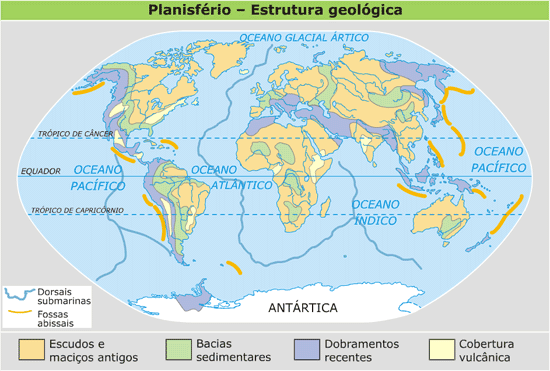 Planisfério – Estrutura geológica
OCEANO GLACIAL ÁRTICO
TRÓPICO DE CÂNCER
OCEANO
PACÍFICO
EQUADOR
OCEANO
PACÍFICO
OCEANO
ATLÂNTICO
TRÓPICO DE CAPRICÓRNIO
OCEANO
ÍNDICO
Dorsais
submarinas
Fossas
abissais
ANTÁRTICA
Escudos e
maciços antigos
Bacias
sedimentares
Dobramentos
recentes
Cobertura
vulcânica